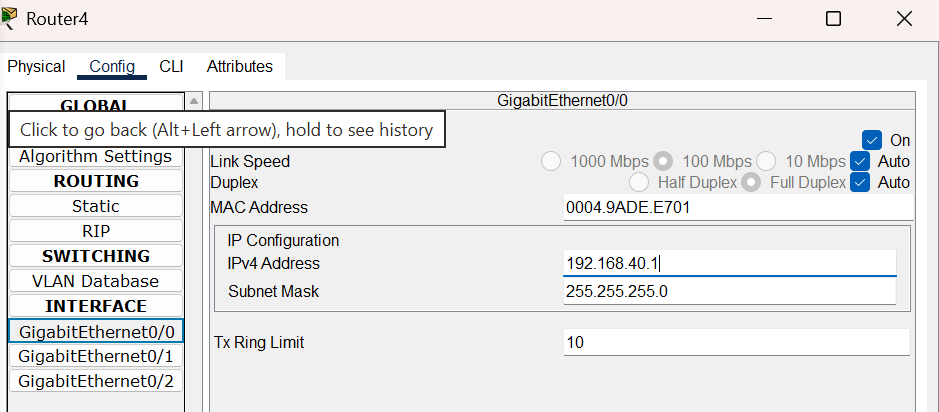 Router4
Physical Config CLI Attributes
GLOBAL
Click to go back (Alt+Left arrow), hold to see history
Algorithm Settings
ROUTING
Static
RIP
SWITCHING
VLAN Database
INTERFACE
GigabitEthernet0/0
GigabitEthernet0/1
GigabitEthernet0/2
GigabitEthernet0/0
On
Link Speed 1000 Mbps 100 Mbps 10 Mbps Auto
Duplex Half Duplex Full Duplex Auto
MAC Address 0004.9ADE.E701
IP Configuration
IPv4 Address 192.168.40.1
Subnet Mask 255.255.255.0
Tx Ring Limit 10